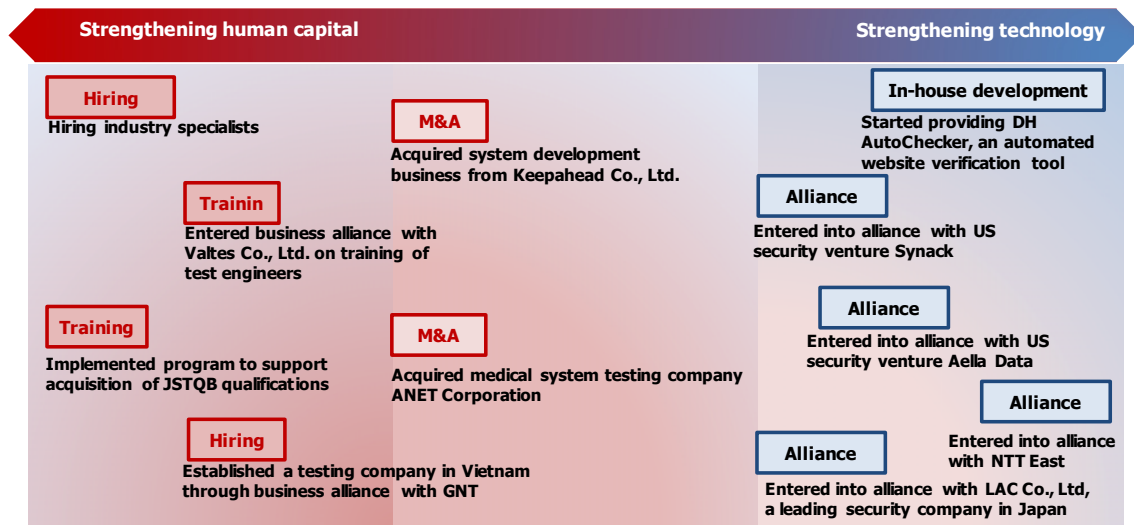 Strengthening human capital
Strengthening technology
Hiring
Hiring industry specialists
Trainin
Entered business alliance with
Valtes Co., Ltd. on training of
test engineers
Training
Implemented program to support
acquisition of JSTQB qualifications
Hiring
Established a testing company in Vietnam
through business alliance with GNT
M&A
Acquired system development
business from Keepahead Co., Ltd.
M&A
Acquired medical system testing company
ANET Corporation
In-house development
Started providing DH
AutoChecker, an automated
website verification tool
Alliance
Entered into alliance with US
security venture Synack
Alliance
Entered into alliance with US
security venture Aella Data
Alliance
Entered into alliance
with NTT East
Alliance
Entered into alliance with LAC Co., Ltd,
a leading security company in Japan